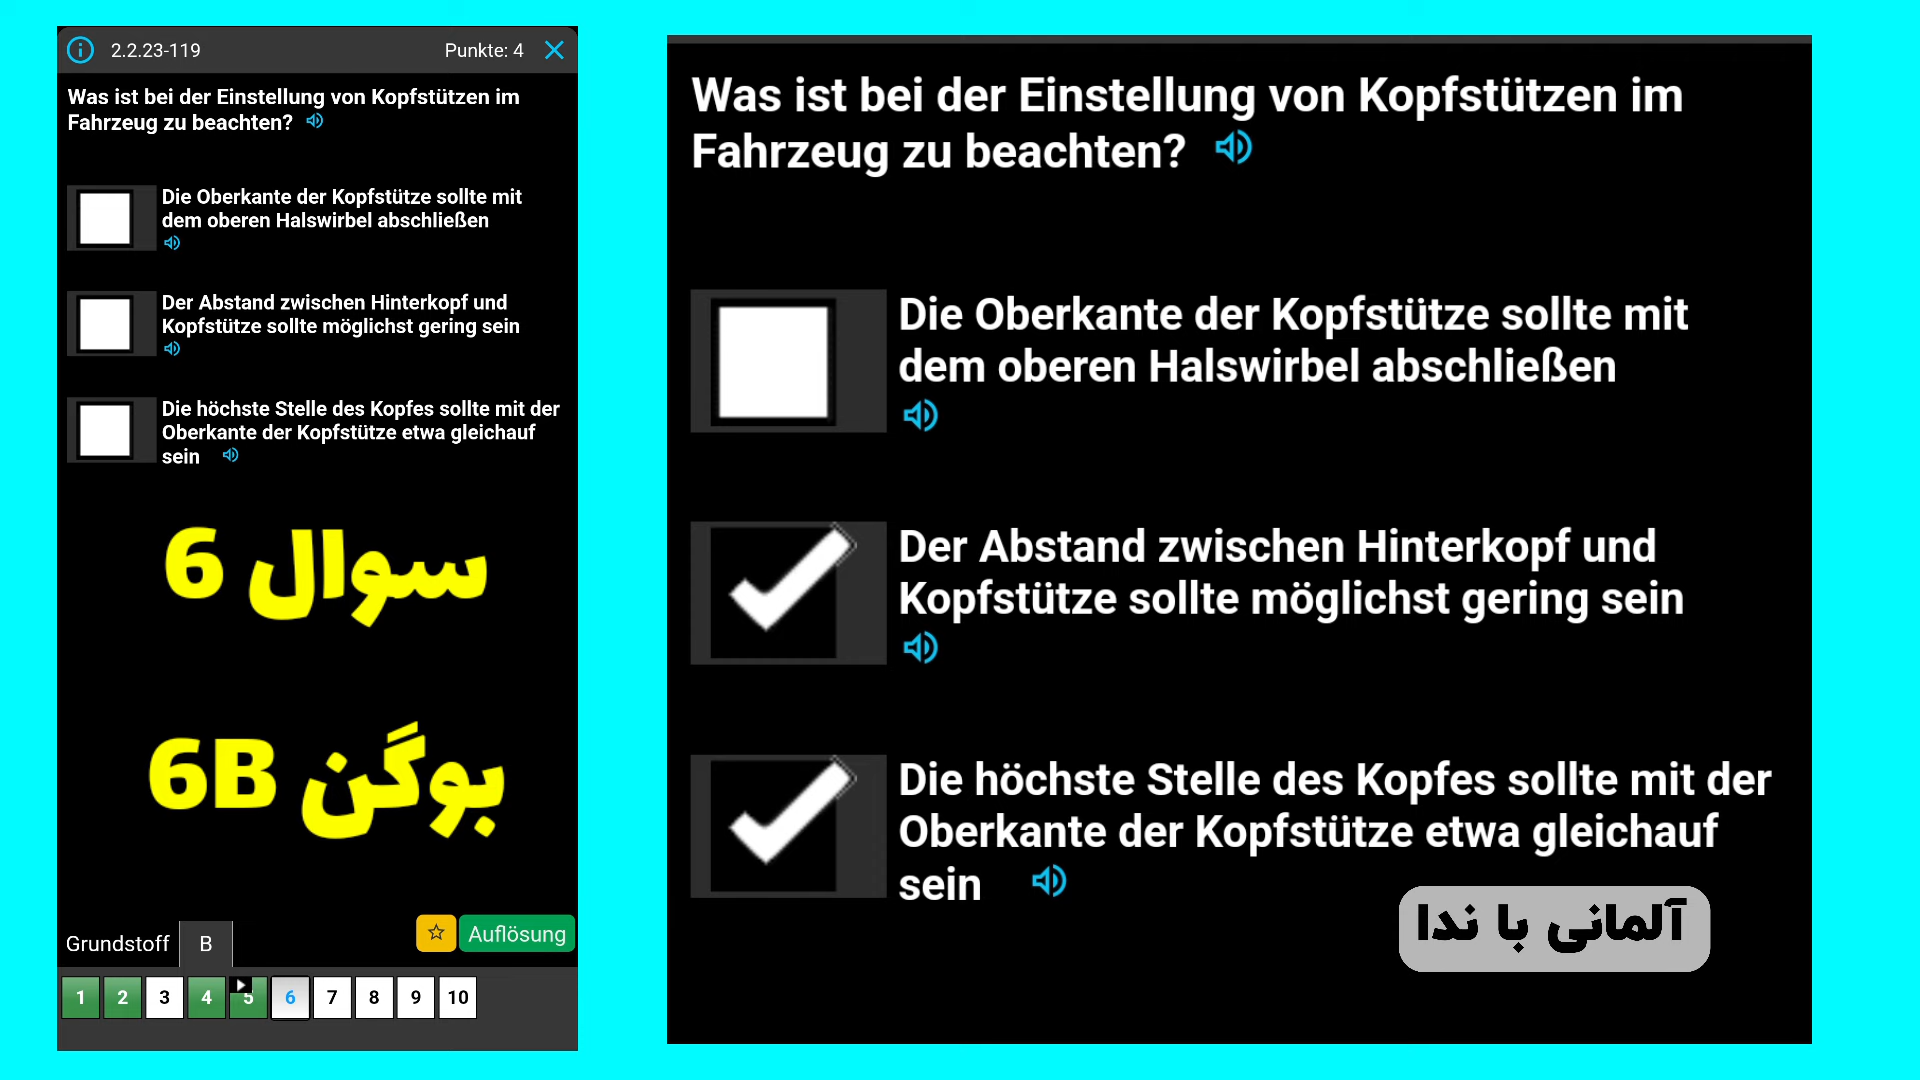 2.2.23-119
Punkte: 4
Was ist bei der Einstellung von Kopfstützen im
Fahrzeug zu beachten?
Die Oberkante der Kopfstütze sollte mit
dem oberen Halswirbel abschließen
Der Abstand zwischen Hinterkopf und
Kopfstütze sollte möglichst gering sein
Die höchste Stelle des Kopfes sollte mit der
Oberkante der Kopfstütze etwa gleichauf
sein
سوال 6
بوگن 6B
Grundstoff
B
Auflösung
1 2 3 4 5 6 7 8 9 10
Was ist bei der Einstellung von Kopfstützen im
Fahrzeug zu beachten?
Die Oberkante der Kopfstütze sollte mit
dem oberen Halswirbel abschließen
Der Abstand zwischen Hinterkopf und
Kopfstütze sollte möglichst gering sein
Die höchste Stelle des Kopfes sollte mit der
Oberkante der Kopfstütze etwa gleichauf
sein
آلمانی با ندا